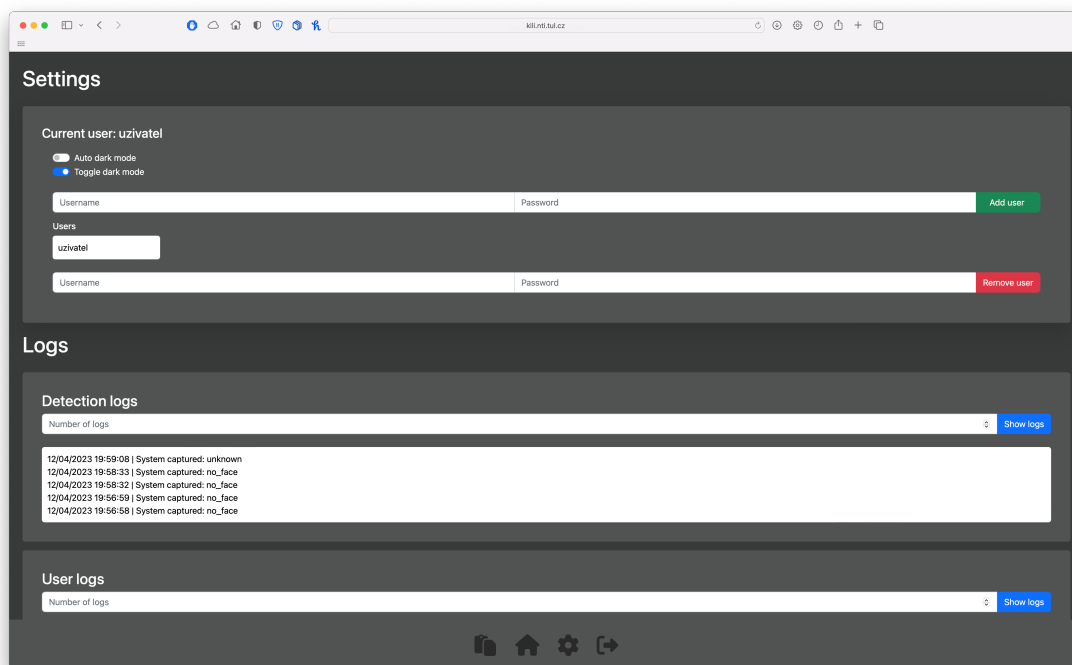 kili.nti.tul.cz
Settings
Current user: uzivatel
Auto dark mode
Toggle dark mode
Username Password Add user
Users
uzivatel
Username Password Remove user
Logs
Detection logs
Number of logs Show logs
12/04/2023 19:59:08 | System captured: unknown
12/04/2023 19:58:33 | System captured: no_face
12/04/2023 19:58:32 | System captured: no_face
12/04/2023 19:56:59 | System captured: no_face
12/04/2023 19:56:58 | System captured: no_face
User logs
Number of logs Show logs